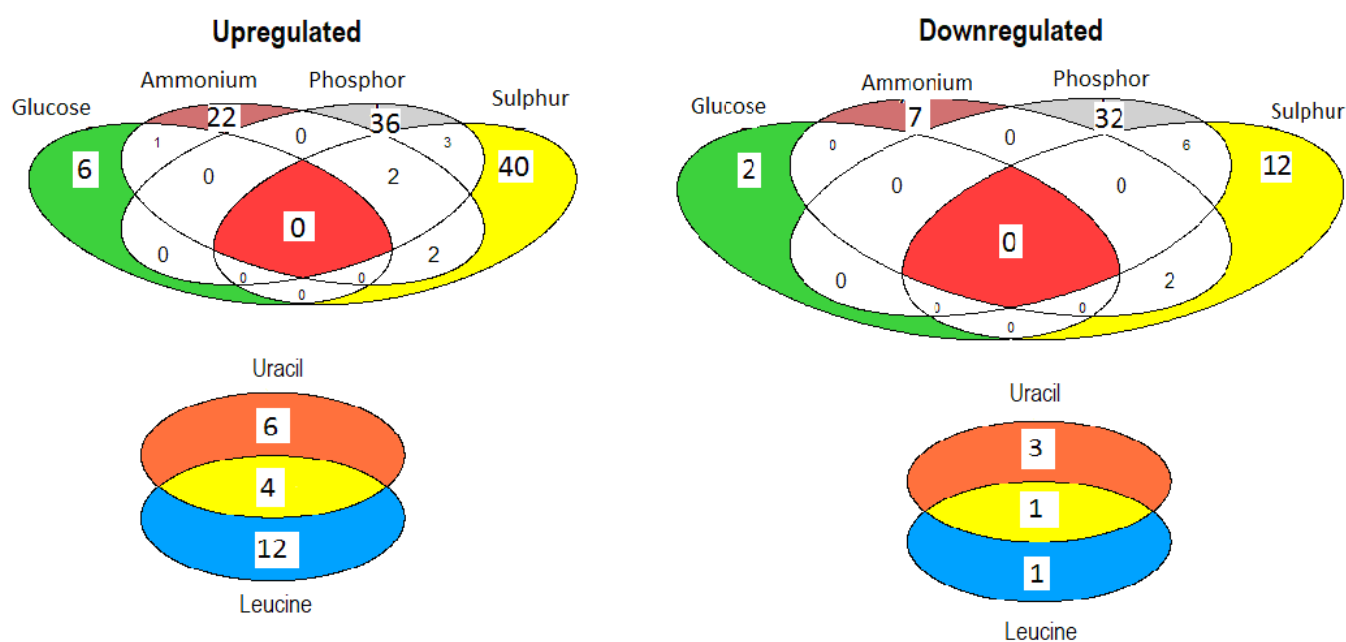 Upregulated
Ammonium
Phosphor
Glucose
Sulphur
22
36
1
0
3
6
0
2
40
0
0
2
0
0
0
Uracil
6
4
12
Leucine
Downregulated
Ammonium
Phosphor
Glucose
Sulphur
7
32
0
0
6
2
0
0
12
0
0
2
0
0
0
Uracil
3
1
1
Leucine